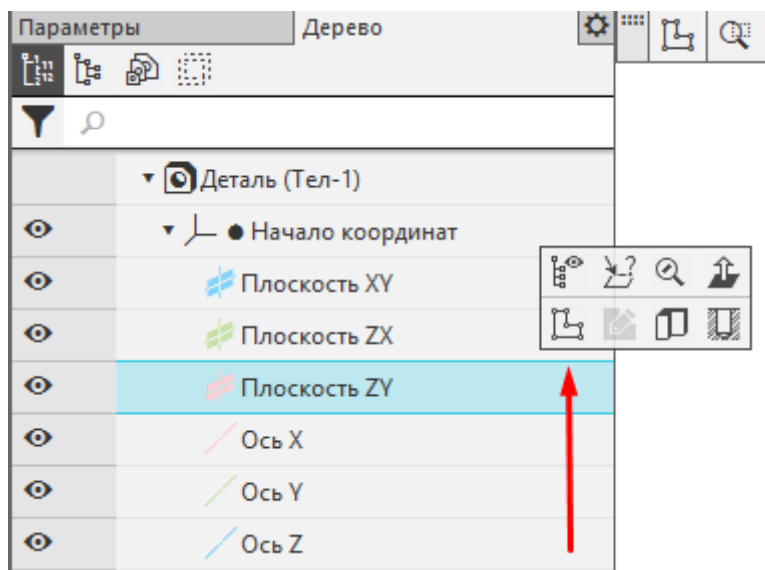 Параметры
Дерево
Деталь (Тел-1)
Начало координат
Плоскость XY
Плоскость ZX
Плоскость ZY
Ось X
Ось Y
Ось Z